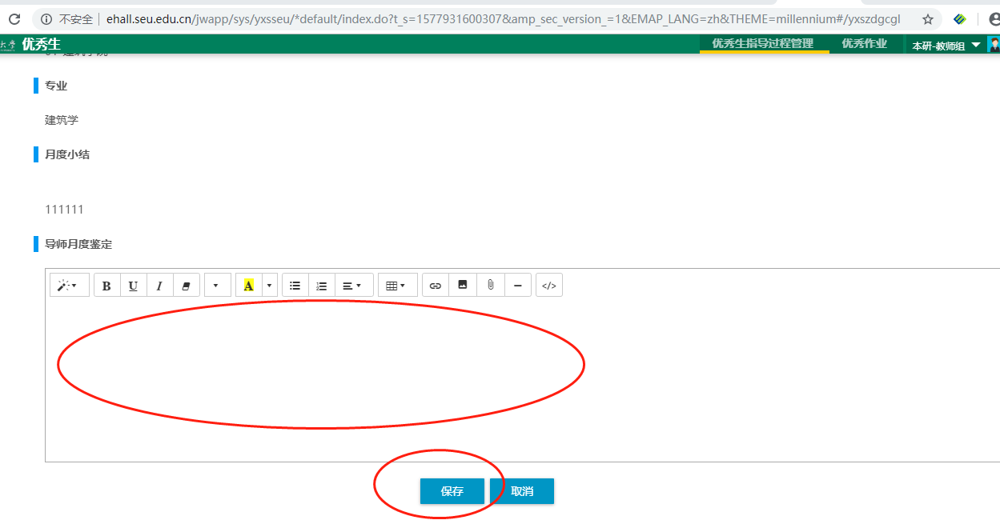 不安全 ehall.seu.edu.cn/jwapp/sys/yxsseu/*default/index.do?t_s=1577931600307&amp_sec_version_=1&EMAP_LANG=zh&THEME=millennium#/yxszdgcgl
大学 优秀生 优秀生指导过程管理 优秀作业 本研-教师组
专业
建筑学
月度小结
111111
导师月度鉴定
B U I A </>
保存 取消